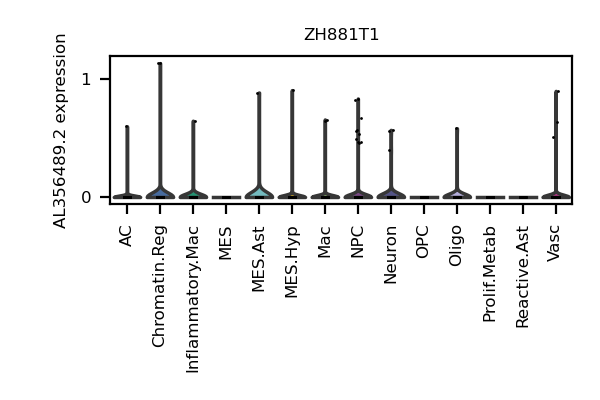 ZH881T1
AL356489.2 expression
1
0
AC
Chromatin.Reg
Inflammatory.Mac
MES
MES.Ast
MES.Hyp
Mac
NPC
Neuron
OPC
Oligo
Prolif.Metab
Reactive.Ast
Vasc